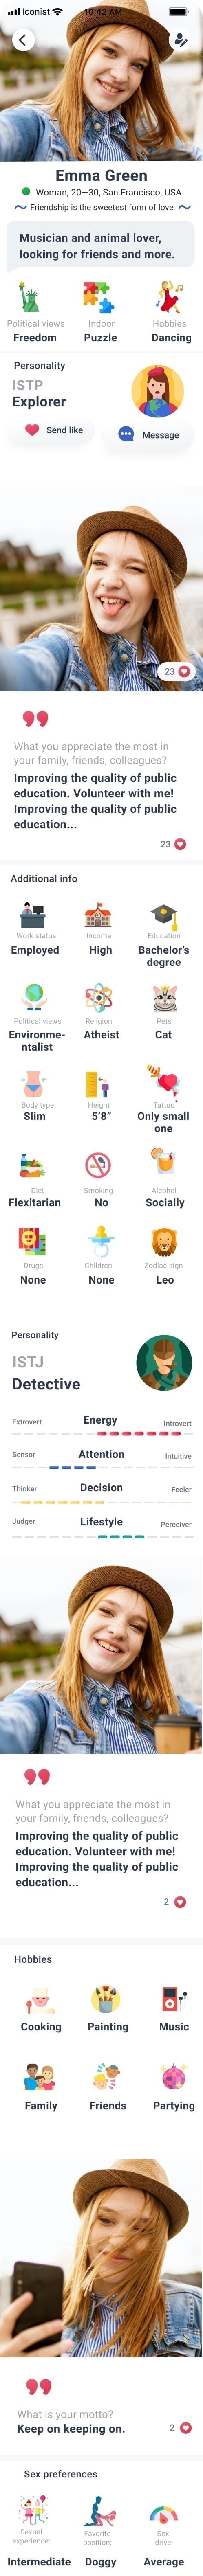 Iconist 10:42 AM
Emma Green
Woman, 20—30, San Francisco, USA
Friendship is the sweetest form of love
Musician and animal lover,
looking for friends and more.
Political views Indoor Hobbies
Freedom Puzzle Dancing
Personality
ISTP
Explorer
Send like Message
23
What you appreciate the most in
your family, friends, colleagues?
Improving the quality of public
education. Volunteer with me!
Improving the quality of public
education...
23
Additional info
Work status: Income Education
Employed High Bachelor's
degree
Political views Religion Pets
Environme- Atheist Cat
ntalist
Body type Height Tattoo
Slim 5'8" Only small
one
Diet Smoking Alcohol
Flexitarian No Socially
Drugs Children Zodiac sign
None None Leo
Personality
ISTJ
Detective
Extrovert Energy Introvert
Sensor Attention Intuitive
Thinker Decision Feeler
Judger Lifestyle Perceiver
What you appreciate the most in
your family, friends, colleagues?
Improving the quality of public
education. Volunteer with me!
Improving the quality of public
education...
2
Hobbies
Cooking Painting Music
Family Friends Partying
What is your motto?
Keep on keeping on.
2
Sex preferences
Sexual Favorite Sex
experience: position: drive:
Intermediate Doggy Average